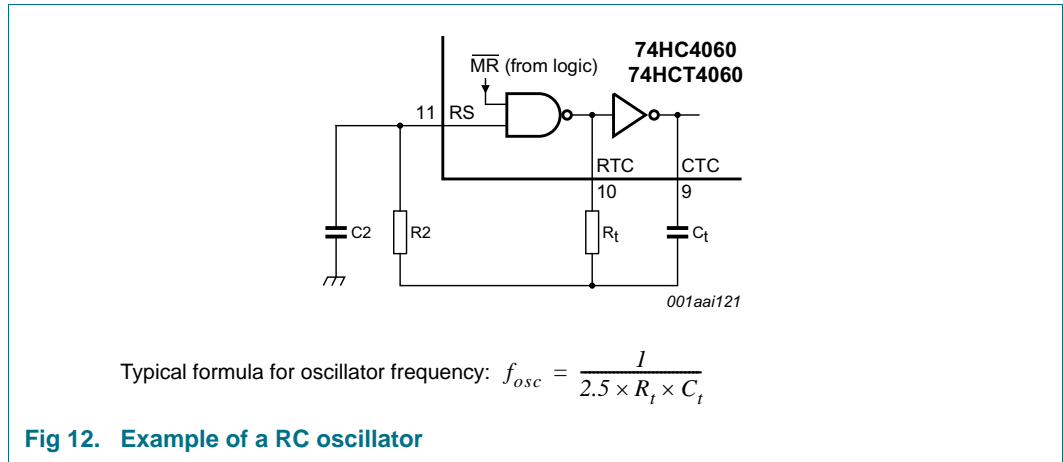 74HC4060
74HCT4060
MR (from logic)
11 RS
RTC CTC
10 9
C2 R2 Rt Ct
001aai121
Typical formula for oscillator frequency: fosc = 1 / (2.5 × Rt × Ct)
Fig 12. Example of a RC oscillator